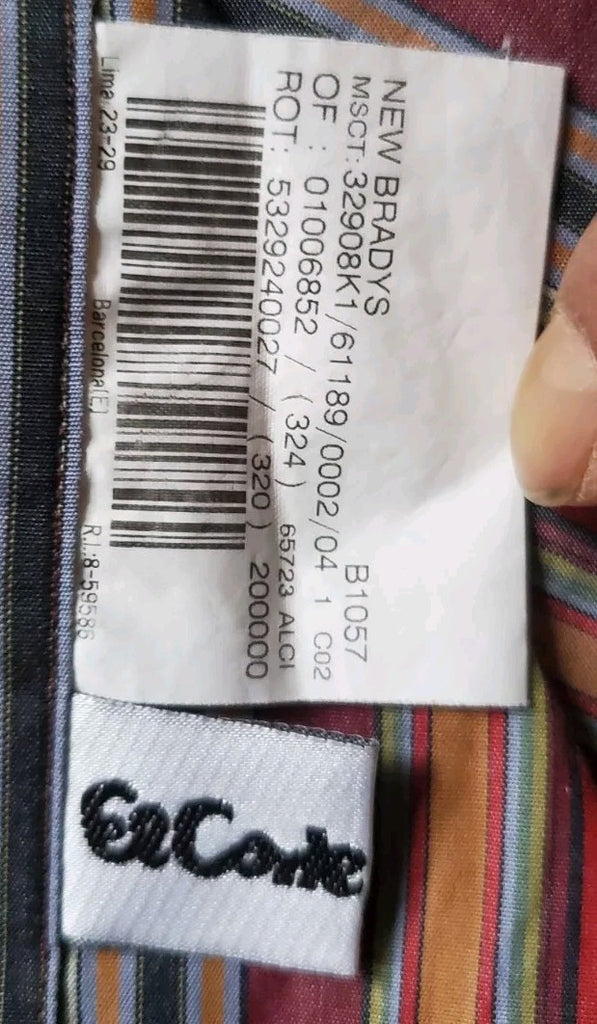 NEW BRADYS B1057
MSCT:32908K1/61189/0002/04 1 C02
OF : 01006852 / (324) 65723 ALCI
ROT: 5329240027 / (320) 200000
Lima 23-29 Barcelona(E) R.I.:8-59586
El Corte